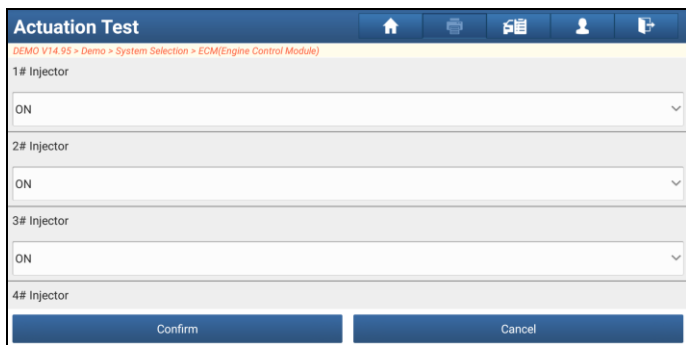 Actuation Test
DEMO V14.95 > Demo > System Selection > ECM(Engine Control Module)
1# Injector
ON
2# Injector
ON
3# Injector
ON
4# Injector
Confirm Cancel